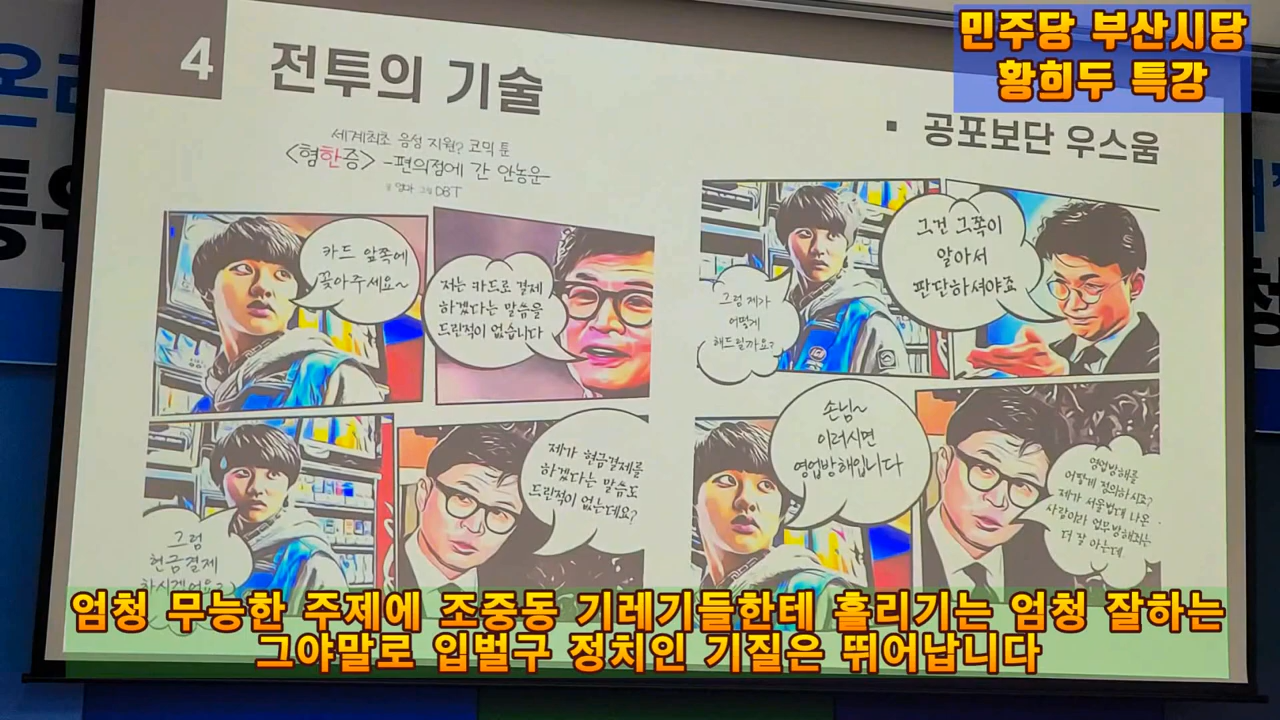 민주당 부산시당
황희두 특강
4
전투의 기술
공포보단 우스움
세계최초 음성 지원? 코믹 툰
<혐한증> -편의점에 간 안농운-
DBT
카드 앞쪽에
꽂아주세요~
저는 카드로 결제
하겠다는 말씀을
드린적이 없습니다
그럼
현금결제
하시겠어요?
제가 현금결제를
하겠다는 말씀도
드린적이 없는데요?
그럼 제가
어떻게
해드릴까요?
그건 그쪽이
알아서
판단하셔야죠
손님~
이러시면
영업방해입니다
영업방해를
어떻게 정의하시죠?
제가 서울법대 나온
사람이라 업무방해죄는
더 잘 아는데
엄청 무능한 주제에 조중동 기레기들한테 흘리기는 엄청 잘하는
그야말로 입벌구 정치인 기질은 뛰어납니다